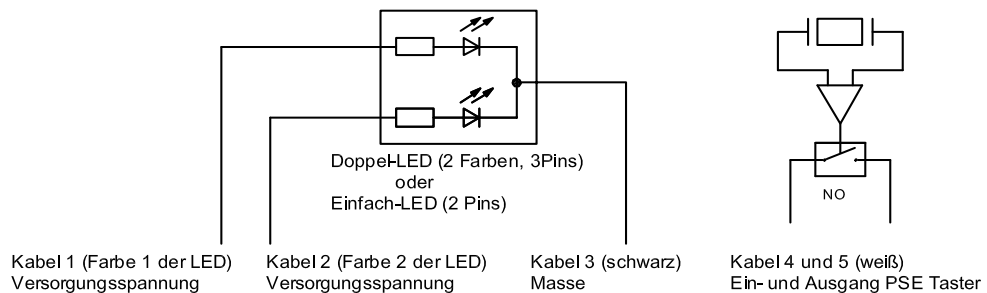 Doppel-LED (2 Farben, 3Pins)
oder
Einfach-LED (2 Pins)
NO
Kabel 1 (Farbe 1 der LED)
Versorgungsspannung
Kabel 2 (Farbe 2 der LED)
Versorgungsspannung
Kabel 3 (schwarz)
Masse
Kabel 4 und 5 (weiß)
Ein- und Ausgang PSE Taster